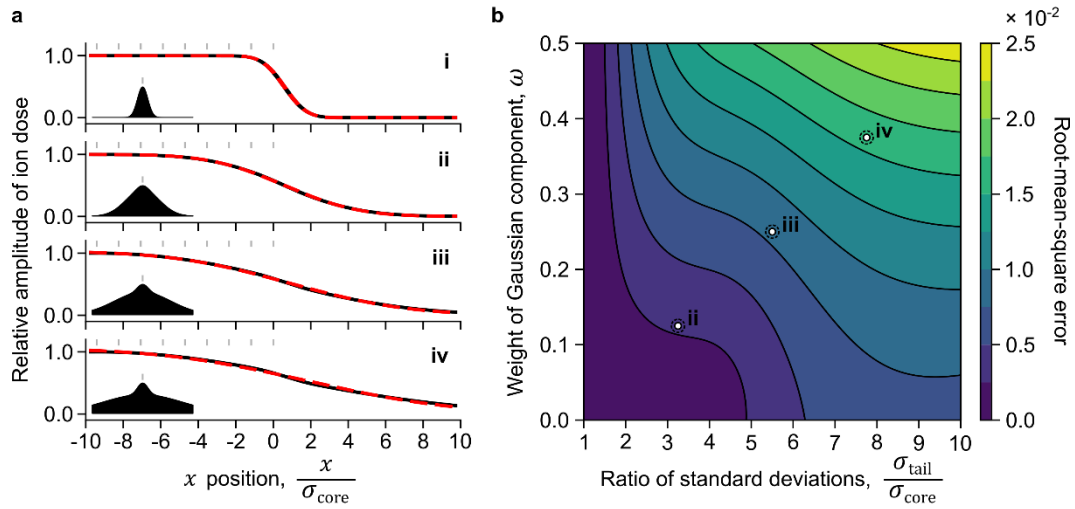 a
Relative amplitude of ion dose
1.0
0.0
i
1.0
0.0
ii
1.0
0.0
iii
1.0
0.0
iv
-10 -8 -6 -4 -2 0 2 4 6 8 10
x position, x/σcore
b
Weight of Gaussian component, ω
0.5
0.4
0.3
0.2
0.1
0.0
iv
iii
ii
1 2 3 4 5 6 7 8 9 10
Ratio of standard deviations, σtail/σcore
× 10⁻²
2.5
2.0
1.5
1.0
0.5
0.0
Root-mean-square error